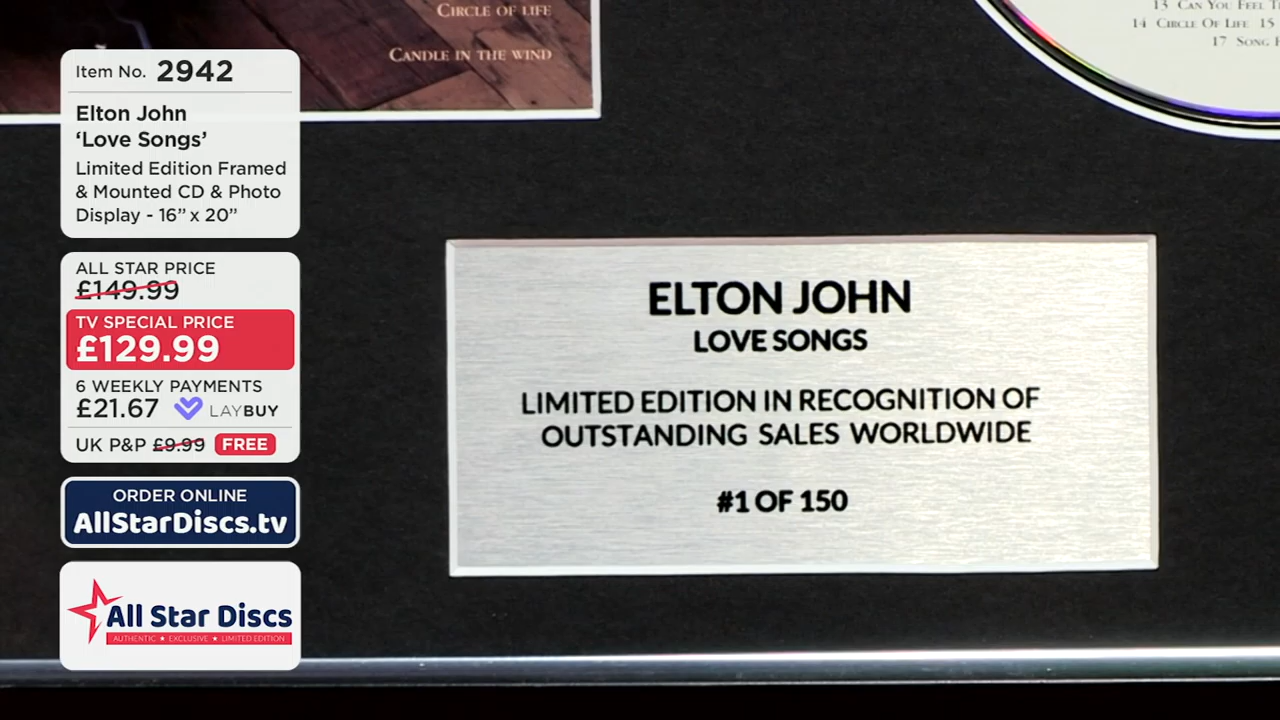 CIRCLE OF LIFE
CANDLE IN THE WIND
13 CAN YOU FEEL
14 CIRCLE OF LIFE 15
17 SONG
Item No. 2942
Elton John
‘Love Songs’
Limited Edition Framed
& Mounted CD & Photo
Display - 16” x 20”
ALL STAR PRICE
£149.99
TV SPECIAL PRICE
£129.99
6 WEEKLY PAYMENTS
£21.67 LAYBUY
UK P&P £9.99 FREE
ORDER ONLINE
AllStarDiscs.tv
All Star Discs
AUTHENTIC ★ EXCLUSIVE ★ LIMITED EDITION
ELTON JOHN
LOVE SONGS
LIMITED EDITION IN RECOGNITION OF
OUTSTANDING SALES WORLDWIDE
#1 OF 150